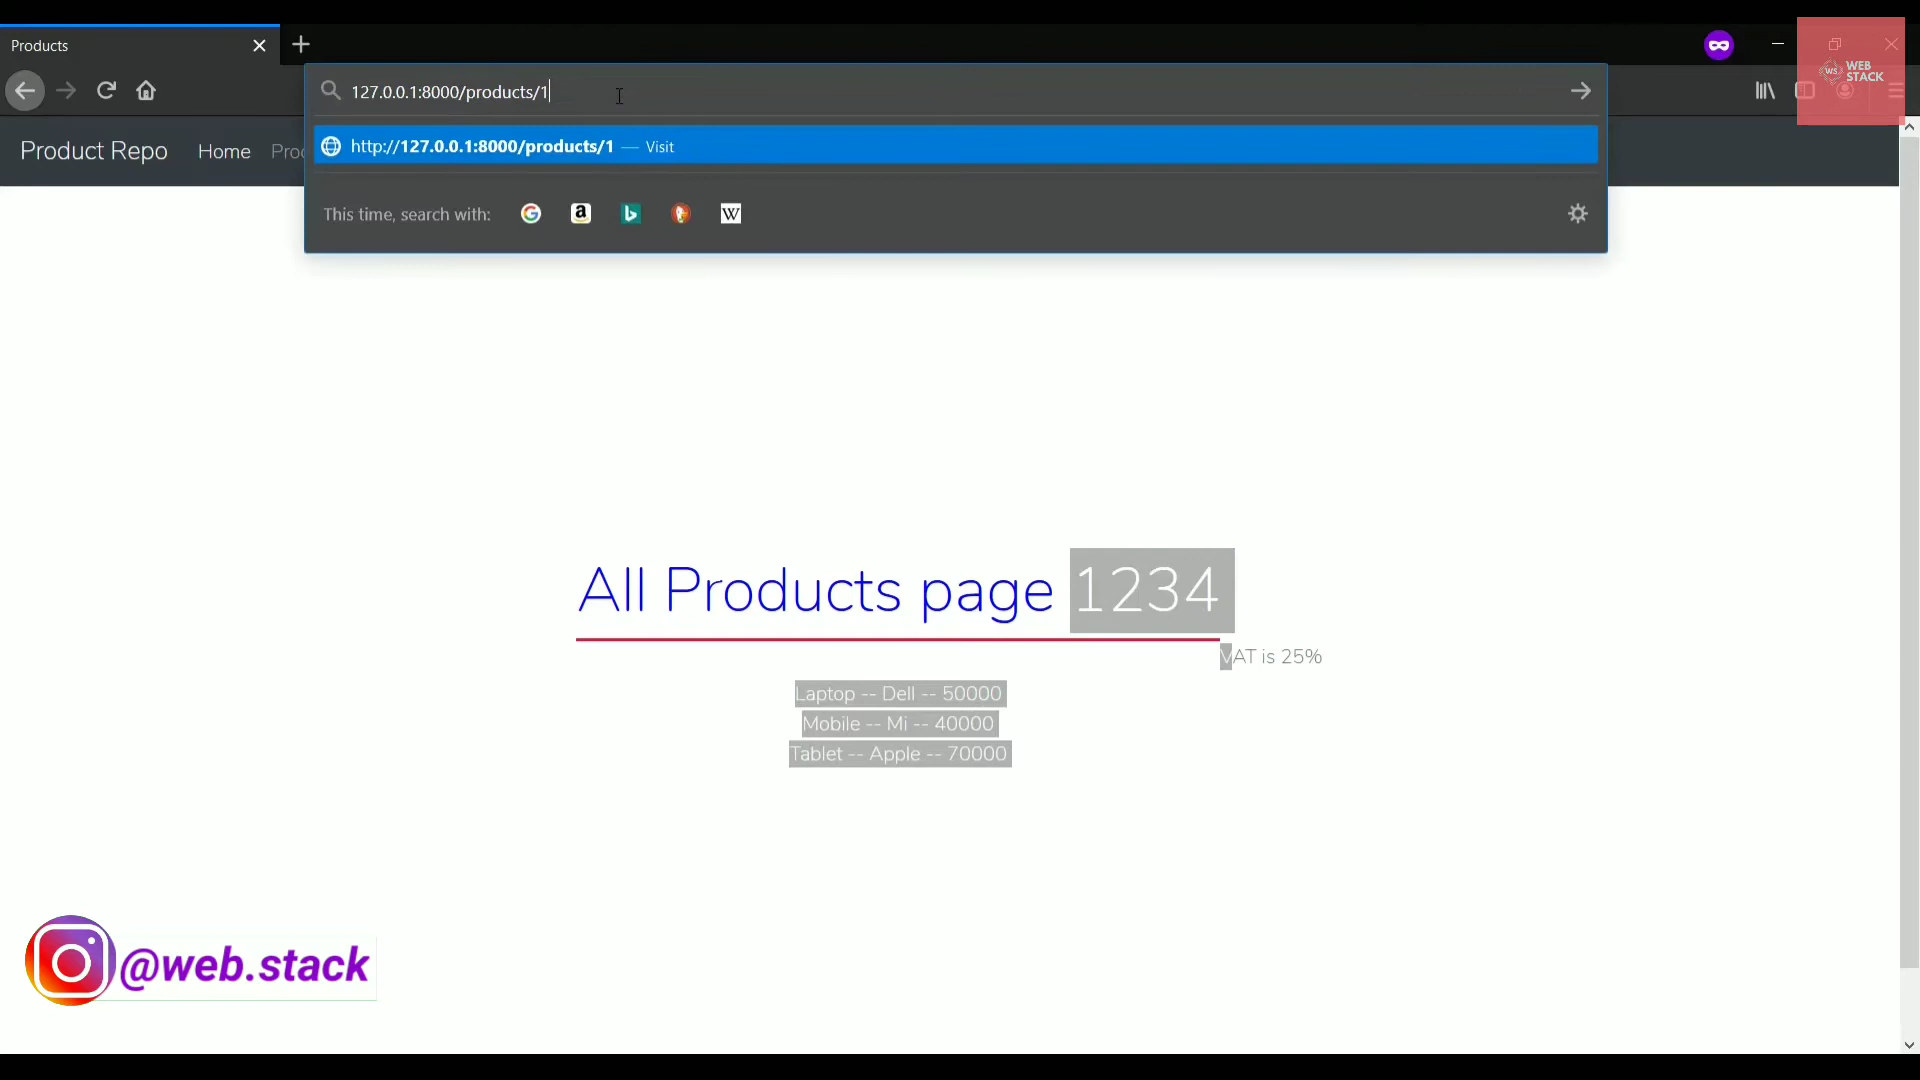 Products
127.0.0.1:8000/products/1
http://127.0.0.1:8000/products/1 — Visit
WS WEB STACK
Product Repo Home Proc
This time, search with:
All Products page 1234
VAT is 25%
Laptop -- Dell -- 50000
Mobile -- Mi -- 40000
Tablet -- Apple -- 70000
@web.stack